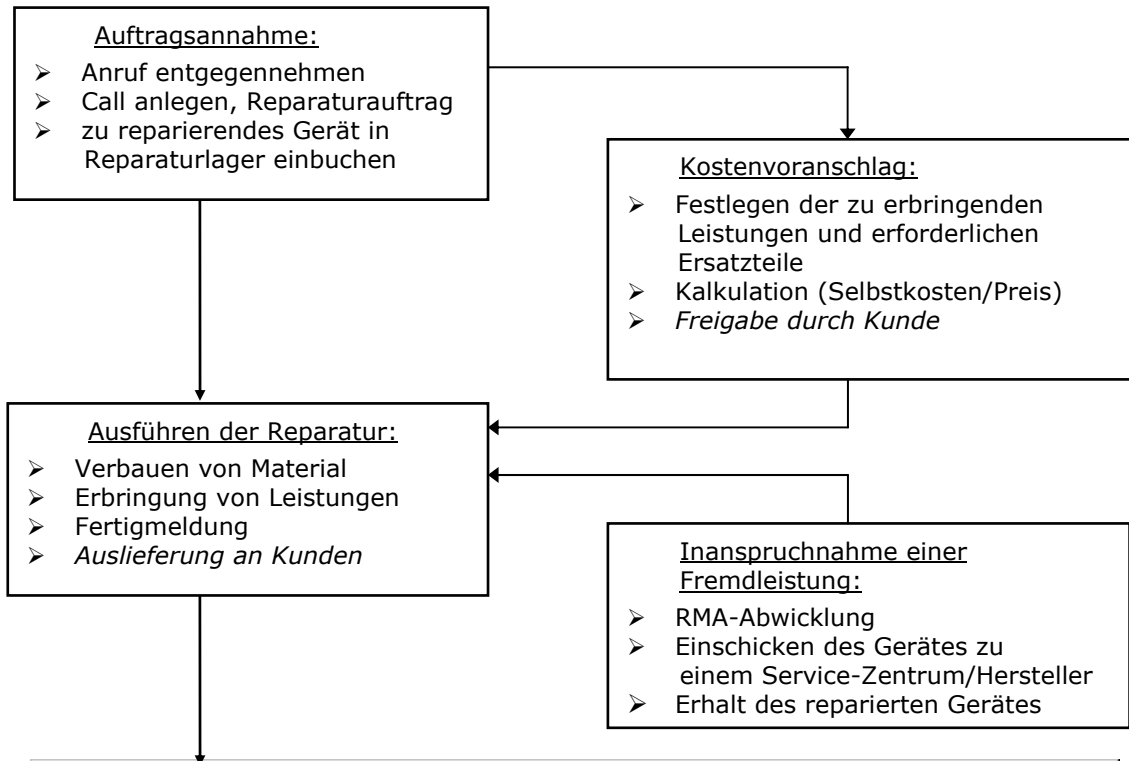 Auftragsannahme:
➢ Anruf entgegennehmen
➢ Call anlegen, Reparaturauftrag
➢ zu reparierendes Gerät in
Reparaturlager einbuchen
Kostenvoranschlag:
➢ Festlegen der zu erbringenden
Leistungen und erforderlichen
Ersatzteile
➢ Kalkulation (Selbstkosten/Preis)
➢ Freigabe durch Kunde
Ausführen der Reparatur:
➢ Verbauen von Material
➢ Erbringung von Leistungen
➢ Fertigmeldung
➢ Auslieferung an Kunden
Inanspruchnahme einer
Fremdleistung:
➢ RMA-Abwicklung
➢ Einschicken des Gerätes zu
einem Service-Zentrum/Hersteller
➢ Erhalt des reparierten Gerätes